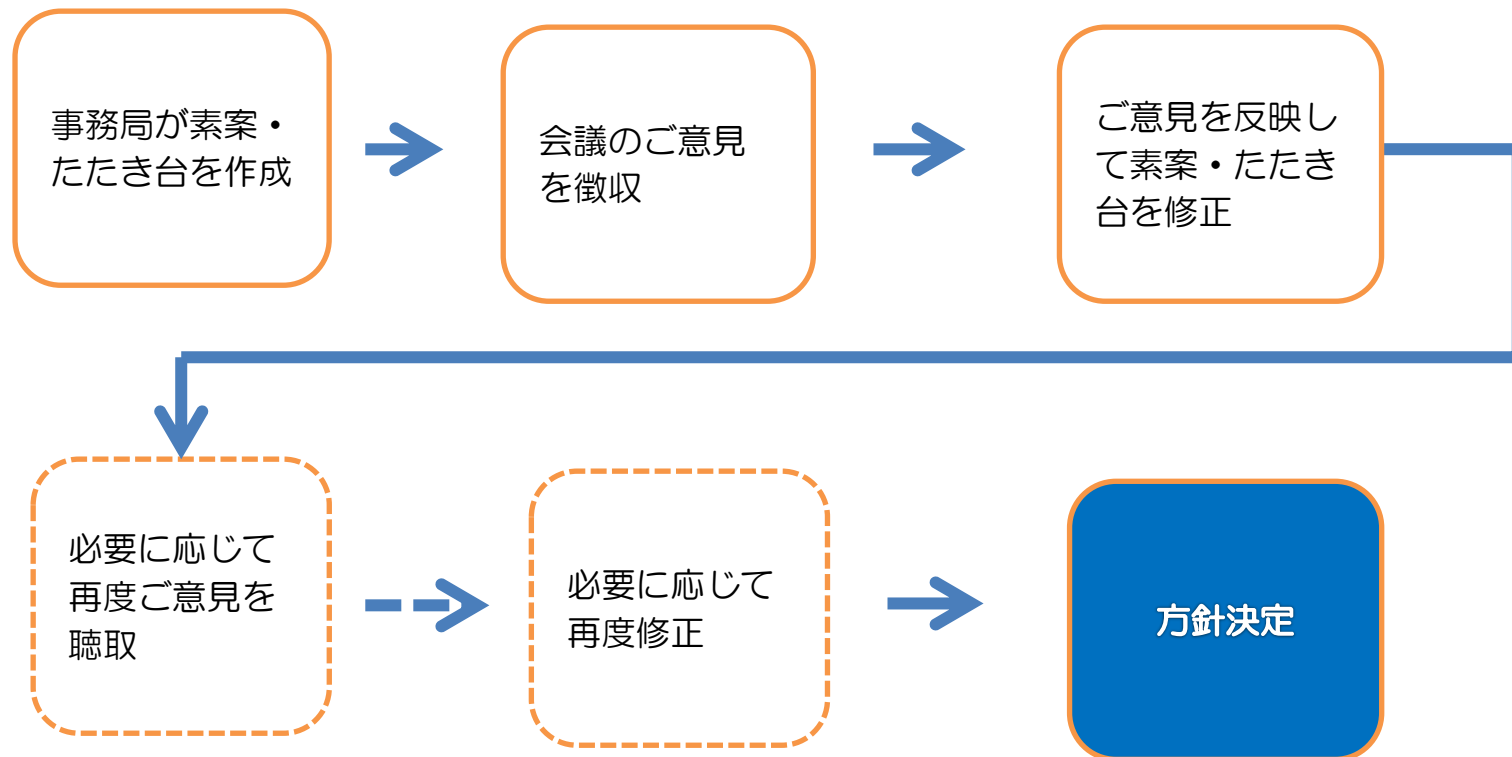 事務局が素案・
たたき台を作成
会議のご意見
を徴収
ご意見を反映し
て素案・たたき
台を修正
必要に応じて
再度ご意見を
聴取
必要に応じて
再度修正
方針決定